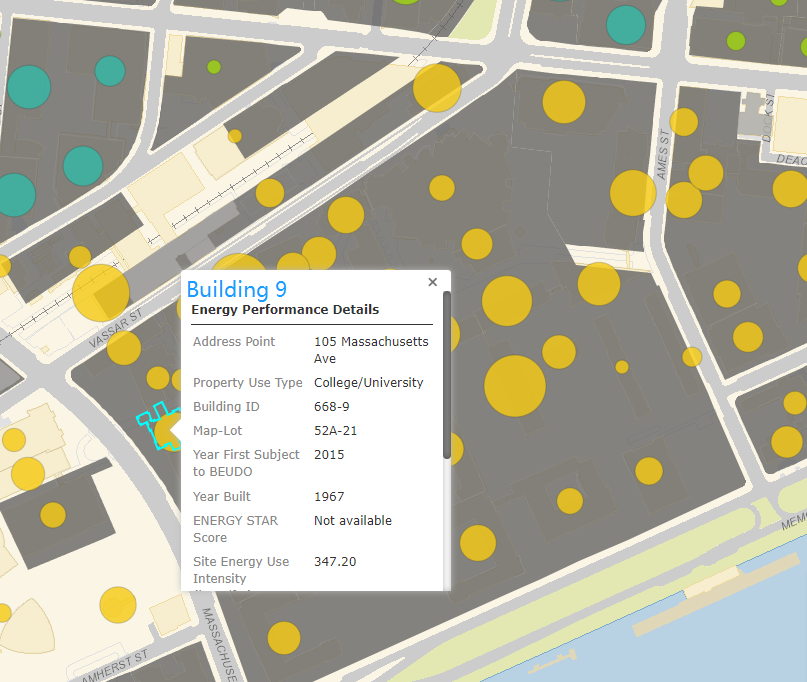 DOCK ST
AMES ST
DEAC
VASSAR ST
Building 9
×
Energy Performance Details
Address Point 105 Massachusetts
Ave
Property Use Type College/University
Building ID 668-9
Map-Lot 52A-21
Year First Subject 2015
to BEUDO
Year Built 1967
ENERGY STAR Not available
Score
Site Energy Use 347.20
Intensity
MEM
MASSACHUSE
AMHERST ST